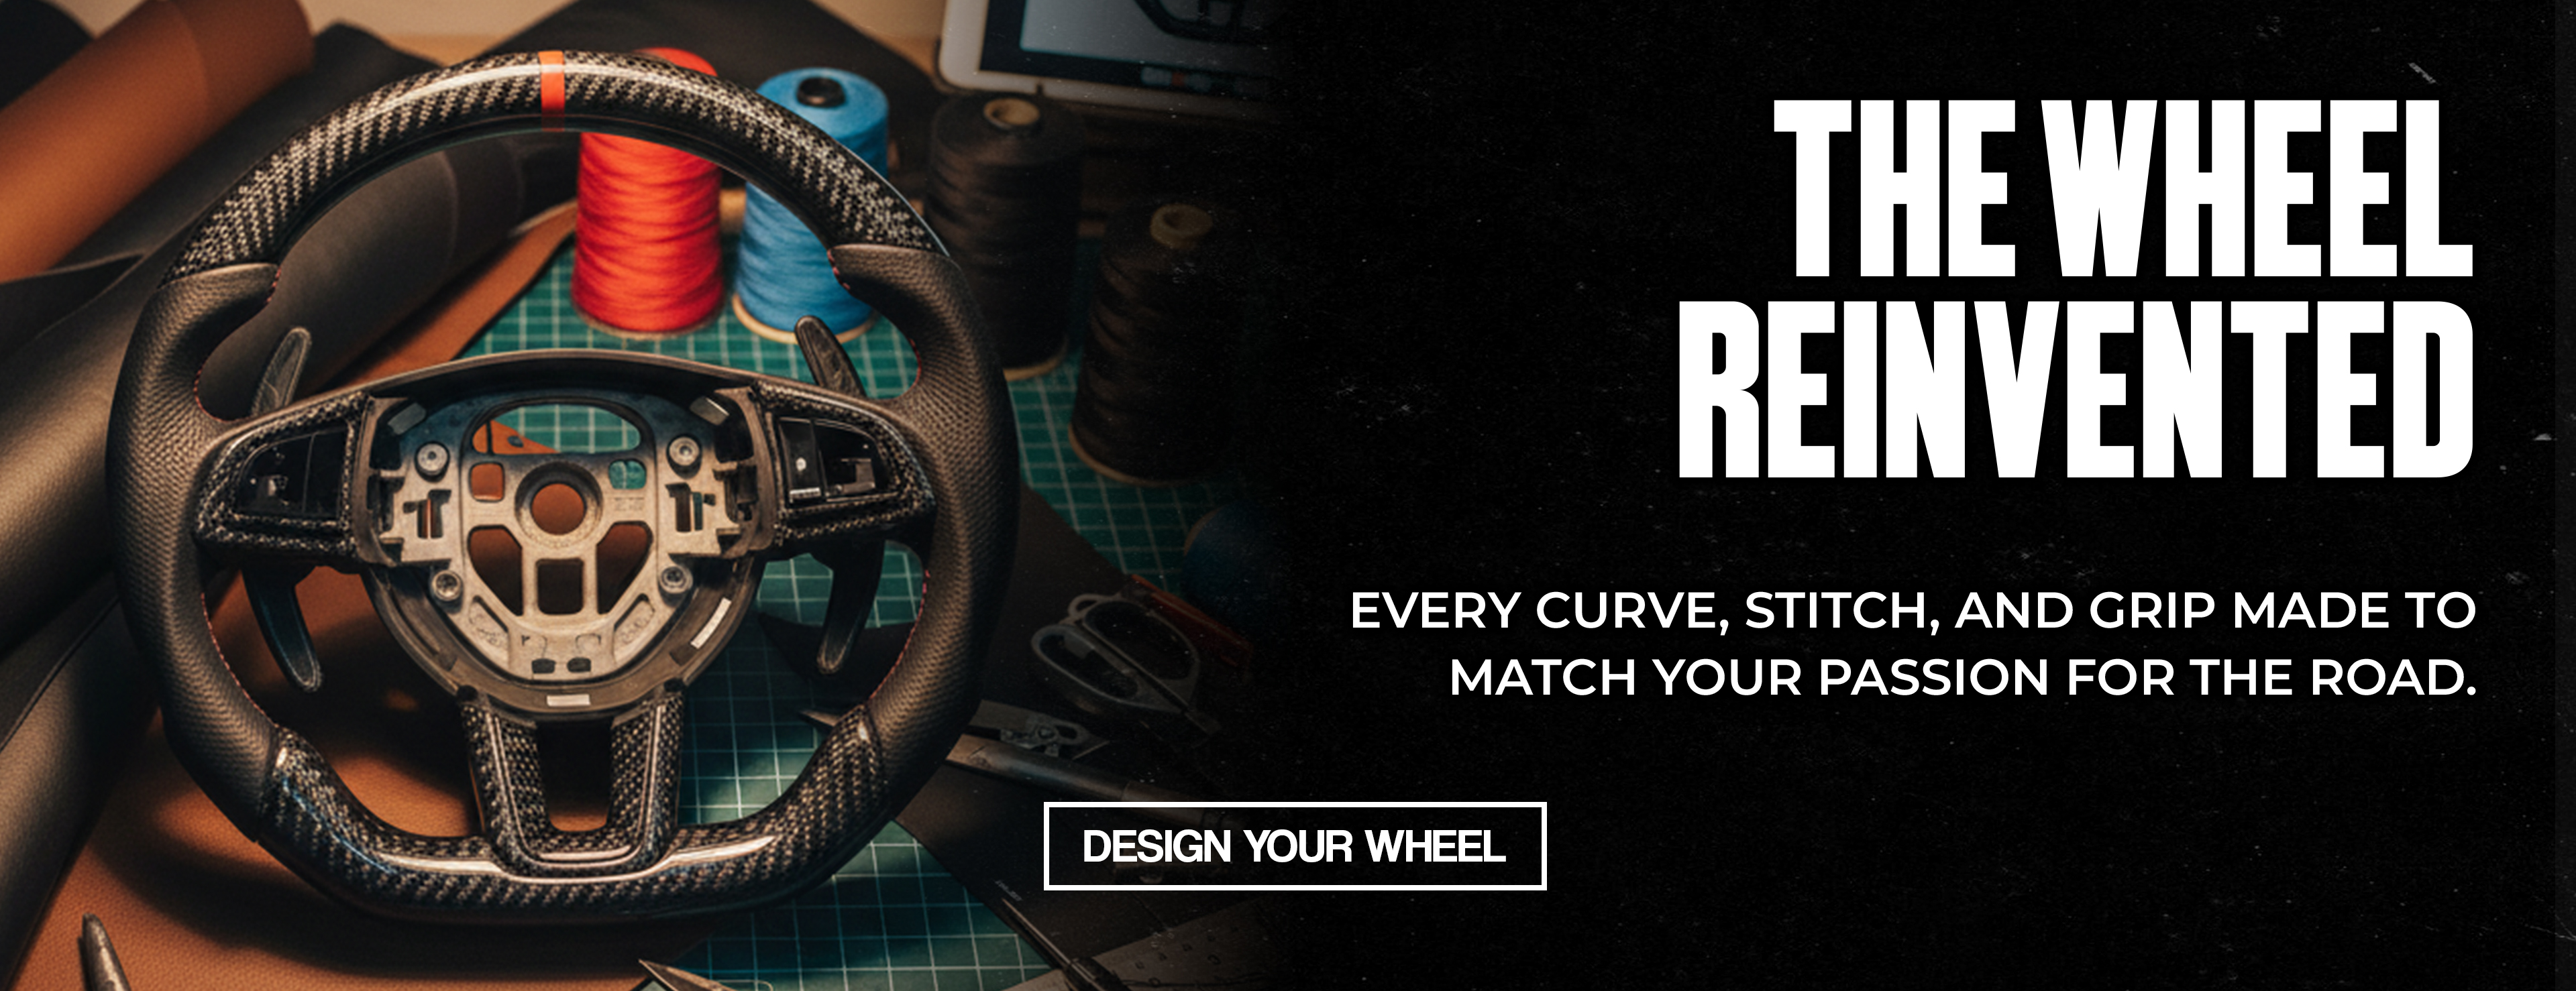 THE WHEEL
REINVENTED
EVERY CURVE, STITCH, AND GRIP MADE TO
MATCH YOUR PASSION FOR THE ROAD.
DESIGN YOUR WHEEL